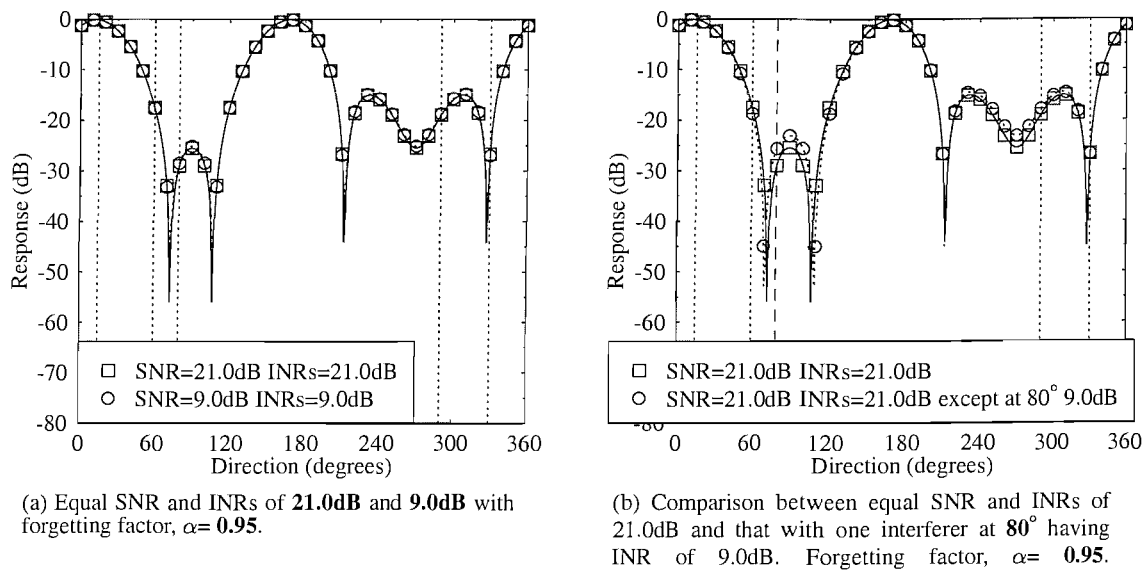 0
-10
-20
-30
-40
-50
-60
-70
-80
Response (dB)
SNR=21.0dB INRs=21.0dB
SNR=9.0dB INRs=9.0dB
0 60 120 180 240 300 360
Direction (degrees)
(a) Equal SNR and INRs of 21.0dB and 9.0dB with
forgetting factor, α= 0.95.
0
-10
-20
-30
-40
-50
-60
-80
Response (dB)
SNR=21.0dB INRs=21.0dB
SNR=21.0dB INRs=21.0dB except at 80° 9.0dB
0 60 120 180 240 300 360
Direction (degrees)
(b) Comparison between equal SNR and INRs of
21.0dB and that with one interferer at 80° having
INR of 9.0dB. Forgetting factor, α= 0.95.